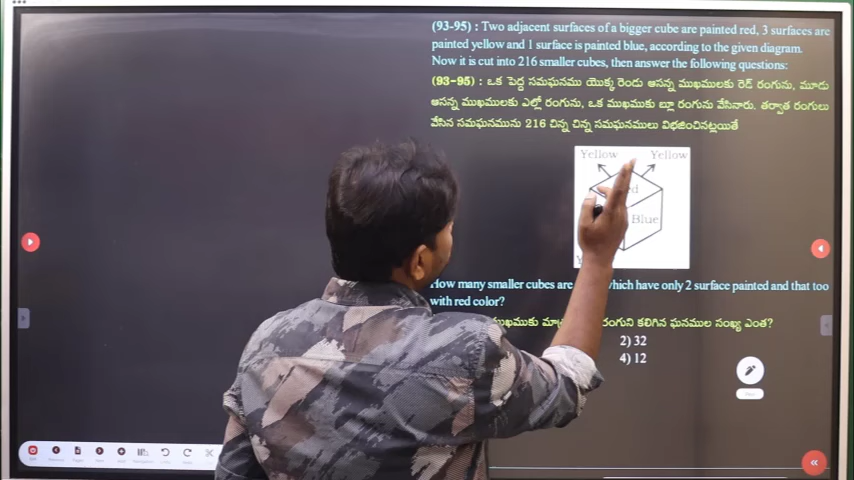 (93-95) : Two adjacent surfaces of a bigger cube are painted red, 3 surfaces are
painted yellow and 1 surface is painted blue, according to the given diagram.
Now it is cut into 216 smaller cubes, then answer the following questions:
(93-95) : ఒక పెద్ద సమఘనము యొక్క రెండు ఆసన్న ముఖములకు రెడ్ రంగును, మూడు
ఆసన్న ముఖములకు ఎల్లో రంగును, ఒక ముఖముకు బ్లూ రంగును వేసినారు. తర్వాత రంగులు
వేసిన సమఘనమును 216 చిన్న చిన్న సమఘనములు విభజించినట్లయితే
Yellow Yellow
Blue
How many smaller cubes are which have only 2 surface painted and that too
with red color?
రంగుని కలిగిన ఘనముల సంఖ్య ఎంత?
2) 32
4) 12